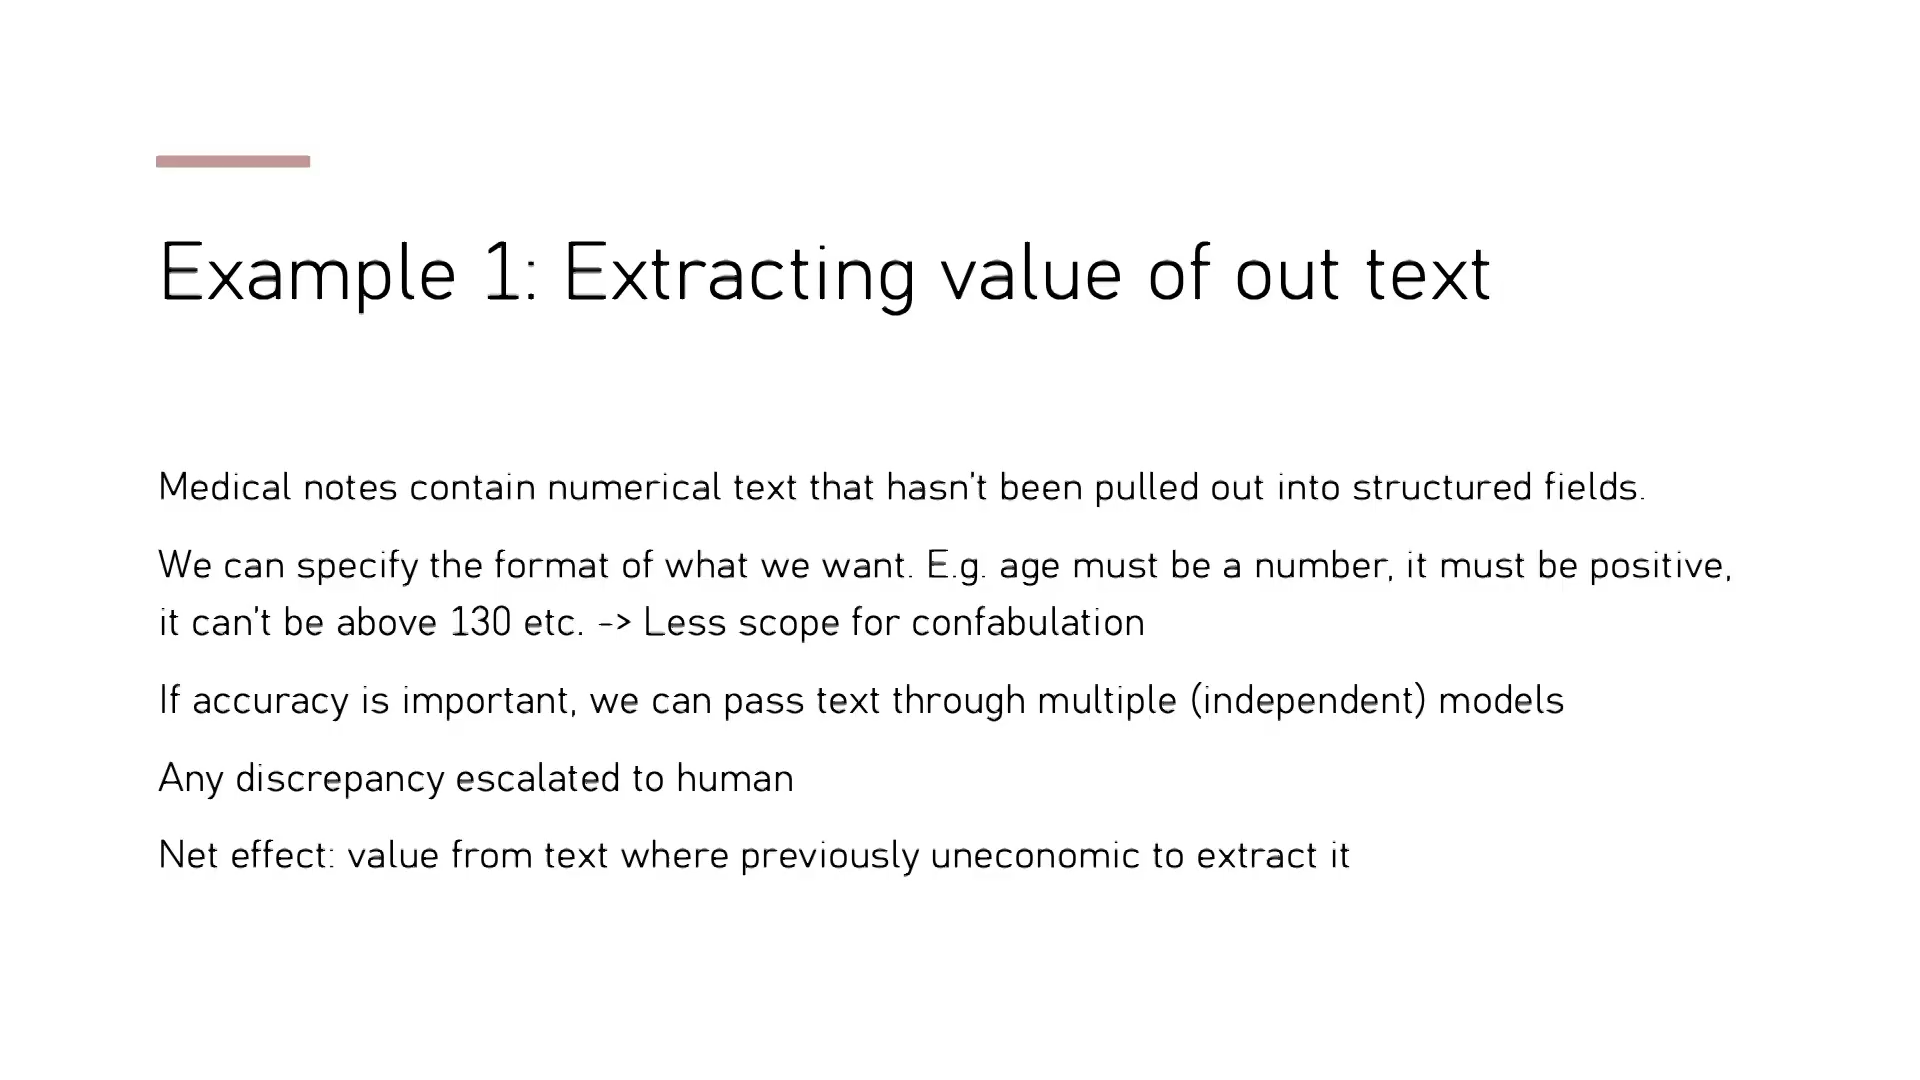 Example 1: Extracting value of out text
Medical notes contain numerical text that hasn't been pulled out into structured fields.
We can specify the format of what we want. E.g. age must be a number, it must be positive,
it can't be above 130 etc. -> Less scope for confabulation
If accuracy is important, we can pass text through multiple (independent) models
Any discrepancy escalated to human
Net effect: value from text where previously uneconomic to extract it